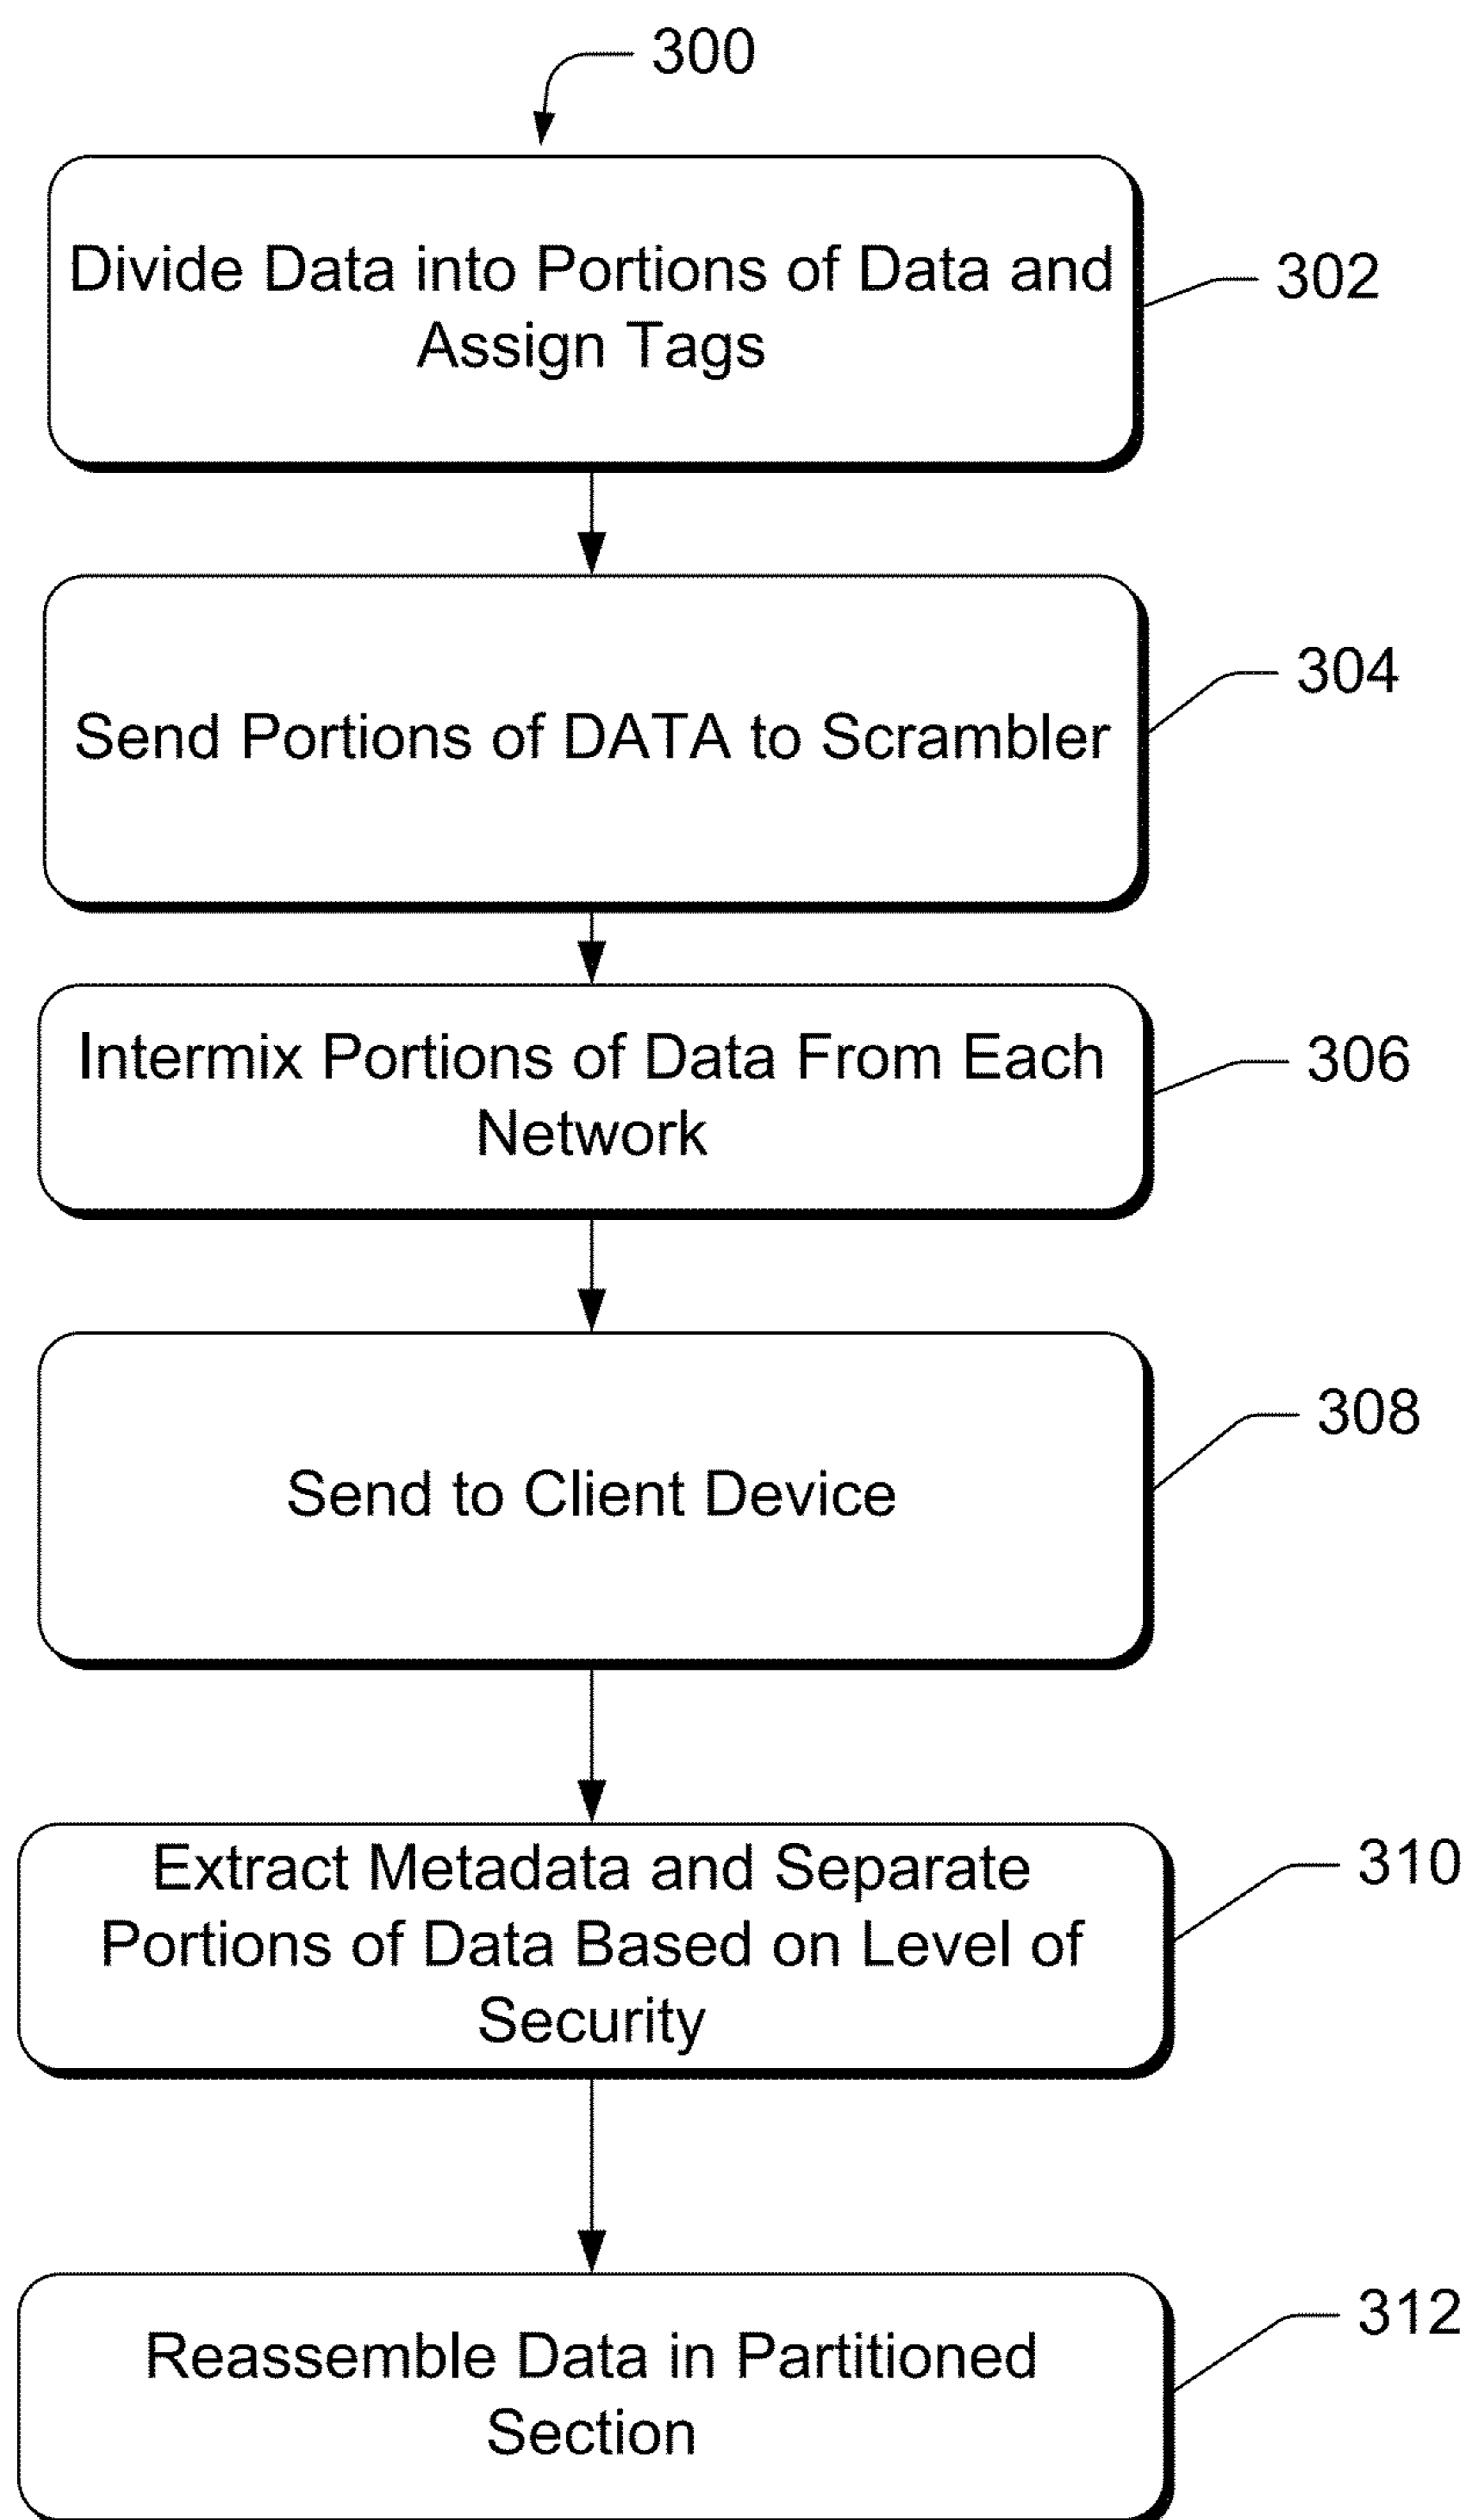 300
Divide Data into Portions of Data and
Assign Tags
302
Send Portions of DATA to Scrambler
304
Intermix Portions of Data From Each
Network
306
Send to Client Device
308
Extract Metadata and Separate
Portions of Data Based on Level of
Security
310
Reassemble Data in Partitioned
Section
312